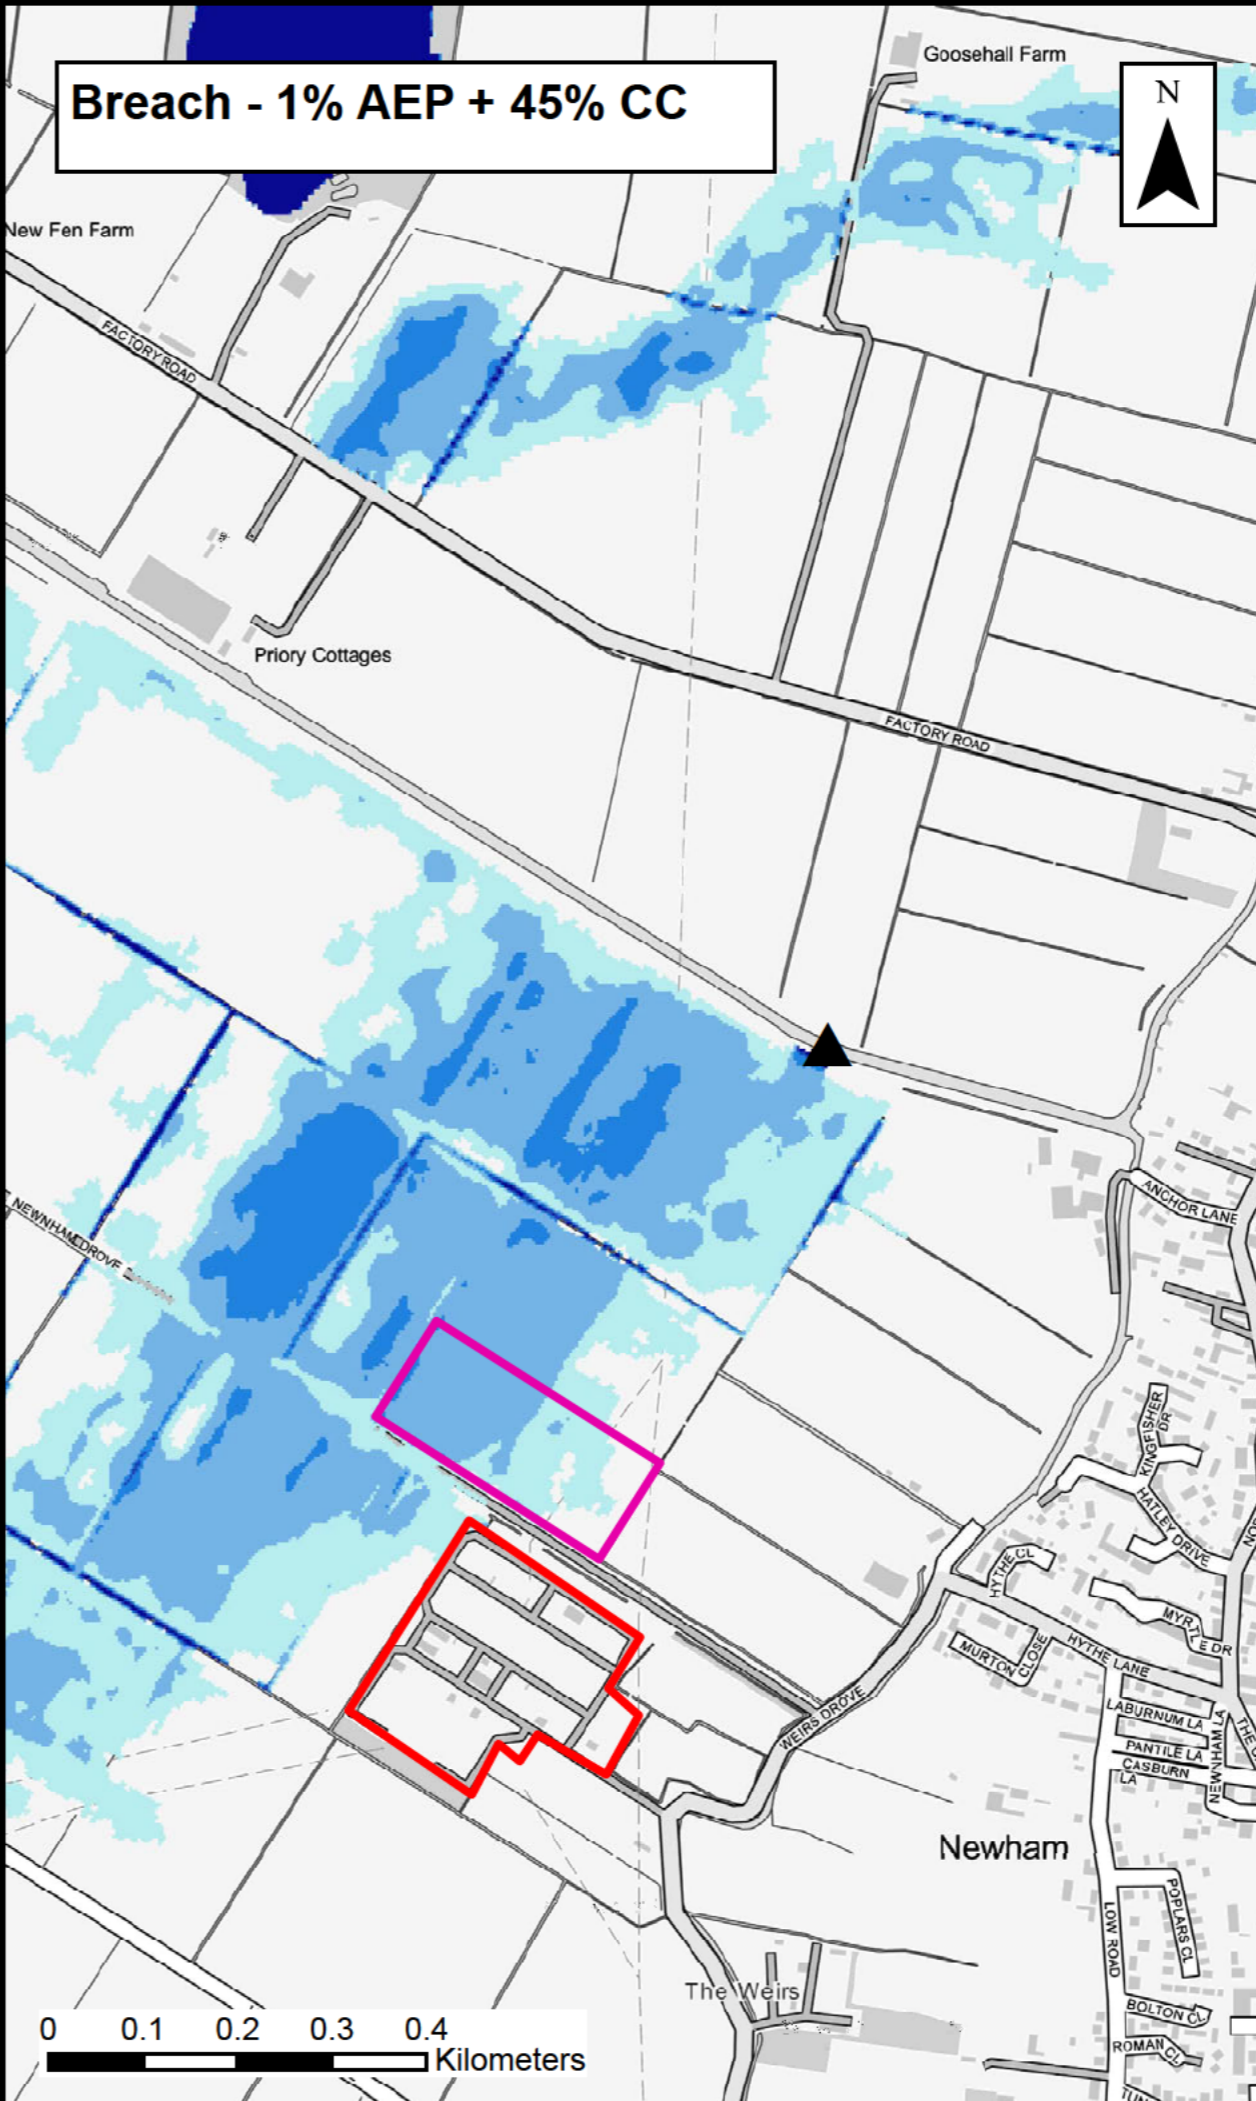 Goosehall Farm
Breach - 1% AEP + 45% CC
N
New Fen Farm
FACTORY ROAD
Priory Cottages
FACTORY ROAD
ANCHOR LANE
NEWNHAM DROVE
KINGFISHER
DR
HATLEY DRIVE
NOR
HYTHE CL
MYRTLE DR
MURTON
CLOSE
HYTHE LANE
WEIRS DROVE
LABURNUM LA
PANTILE LA
CASBURN
LA
NEWNHAM LA
THE
Newham
POPLARS CL
LOW ROAD
The Weirs
BOLTON CL
ROMAN CL
TUN
0 0.1 0.2 0.3 0.4
Kilometers